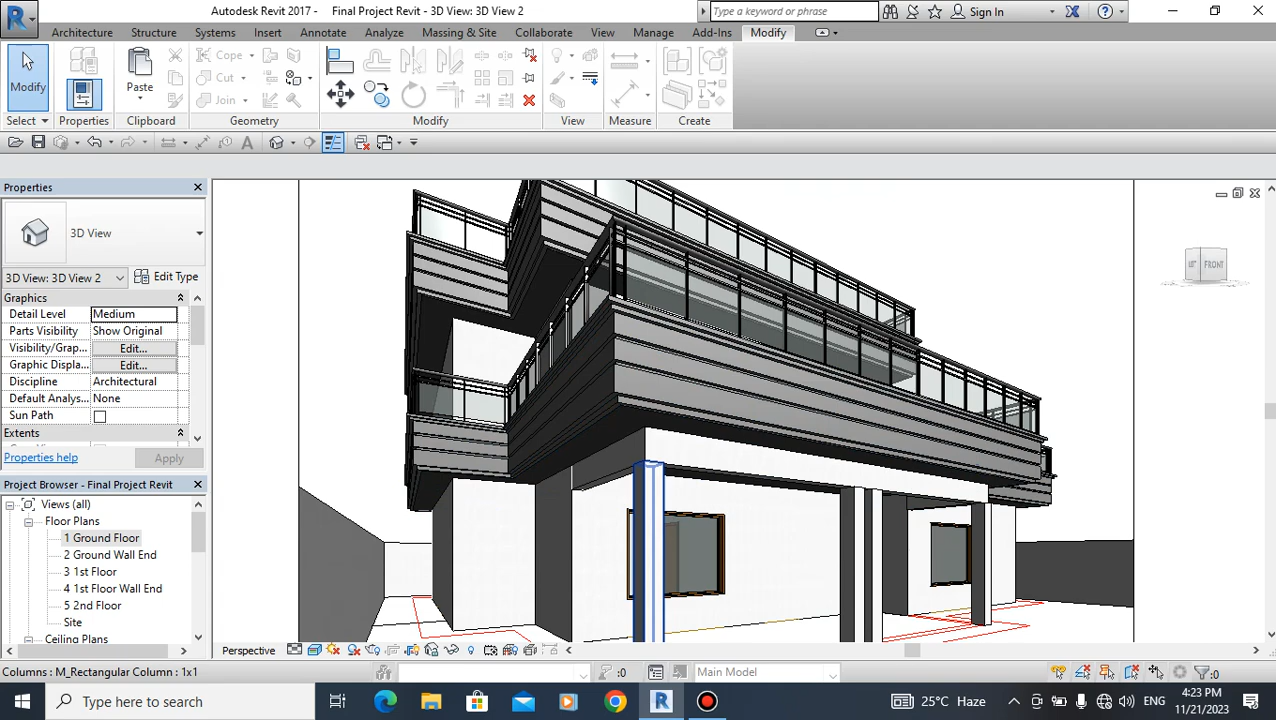 Autodesk Revit 2017 - Final Project Revit - 3D View: 3D View 2
Type a keyword or phrase
Sign In
Architecture Structure Systems Insert Annotate Analyze Massing & Site Collaborate View Manage Add-Ins Modify
Modify
Paste
Cope
Cut
Join
Select Properties Clipboard Geometry Modify View Measure Create
Properties
3D View
3D View: 3D View 2 Edit Type
Graphics
Detail Level Medium
Parts Visibility Show Original
Visibility/Grap... Edit...
Graphic Displa... Edit...
Discipline Architectural
Default Analys... None
Sun Path
Extents
Properties help Apply
Project Browser - Final Project Revit
Views (all)
Floor Plans
1 Ground Floor
2 Ground Wall End
3 1st Floor
4 1st Floor Wall End
5 2nd Floor
Site
Ceiling Plans
FRONT
Perspective
Columns : M_Rectangular Column : 1x1
:0
Main Model
:0
Type here to search
25°C Haze
ENG
4:23 PM
11/21/2023